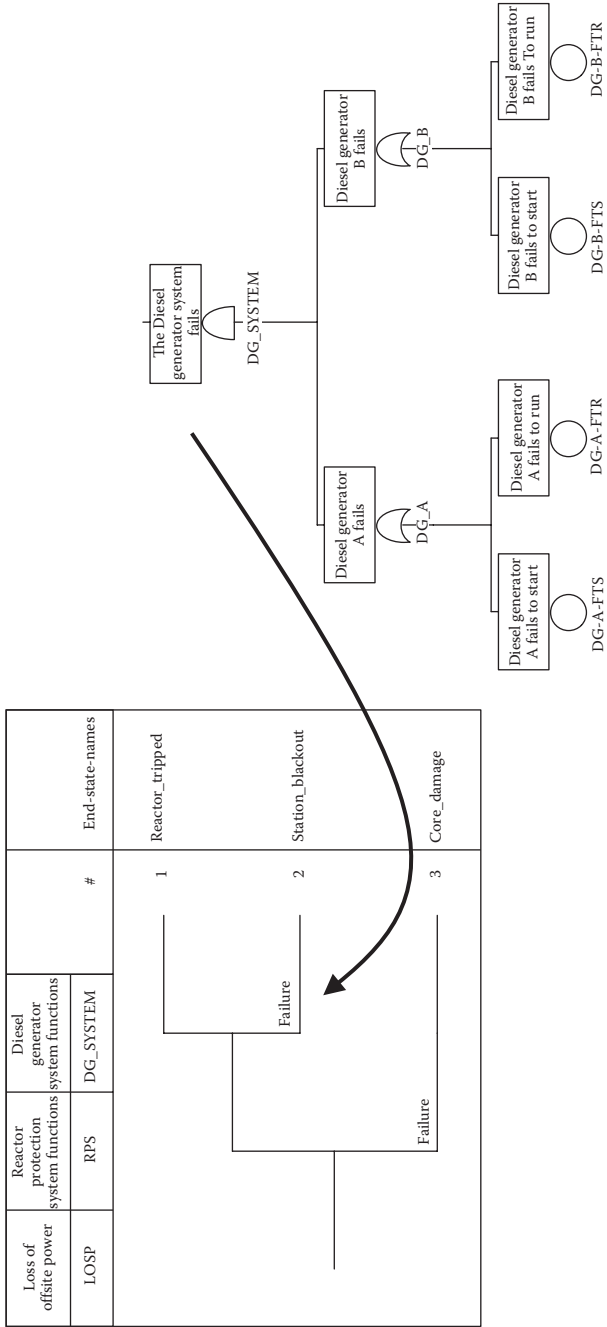 Loss of
offsite power
Reactor
protection
system functions
Diesel
generator
system functions
LOSP
RPS
DG_SYSTEM
#
End-state-names
1
Reactor_tripped
Failure
2
Station_blackout
Failure
3
Core_damage
The Diesel
generator system
fails
DG_SYSTEM
Diesel generator
A fails
DG_A
Diesel generator
B fails
DG_B
Diesel generator
A fails to start
DG-A-FTS
Diesel generator
A fails to run
DG-A-FTR
Diesel generator
B fails to start
DG-B-FTS
Diesel generator
B fails To run
DG-B-FTR